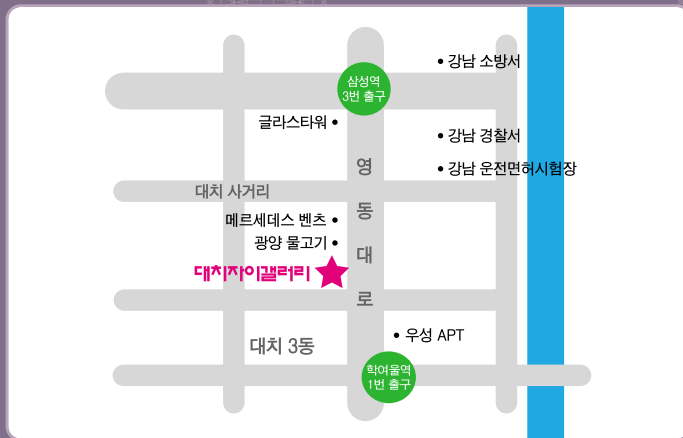 강남 소방서
삼성역
3번 출구
글라스타워
강남 경찰서
영동대로
강남 운전면허시험장
대치 사거리
메르세데스 벤츠
광양 물고기
대치자이갤러리
우성 APT
대치 3동
학여울역
1번 출구